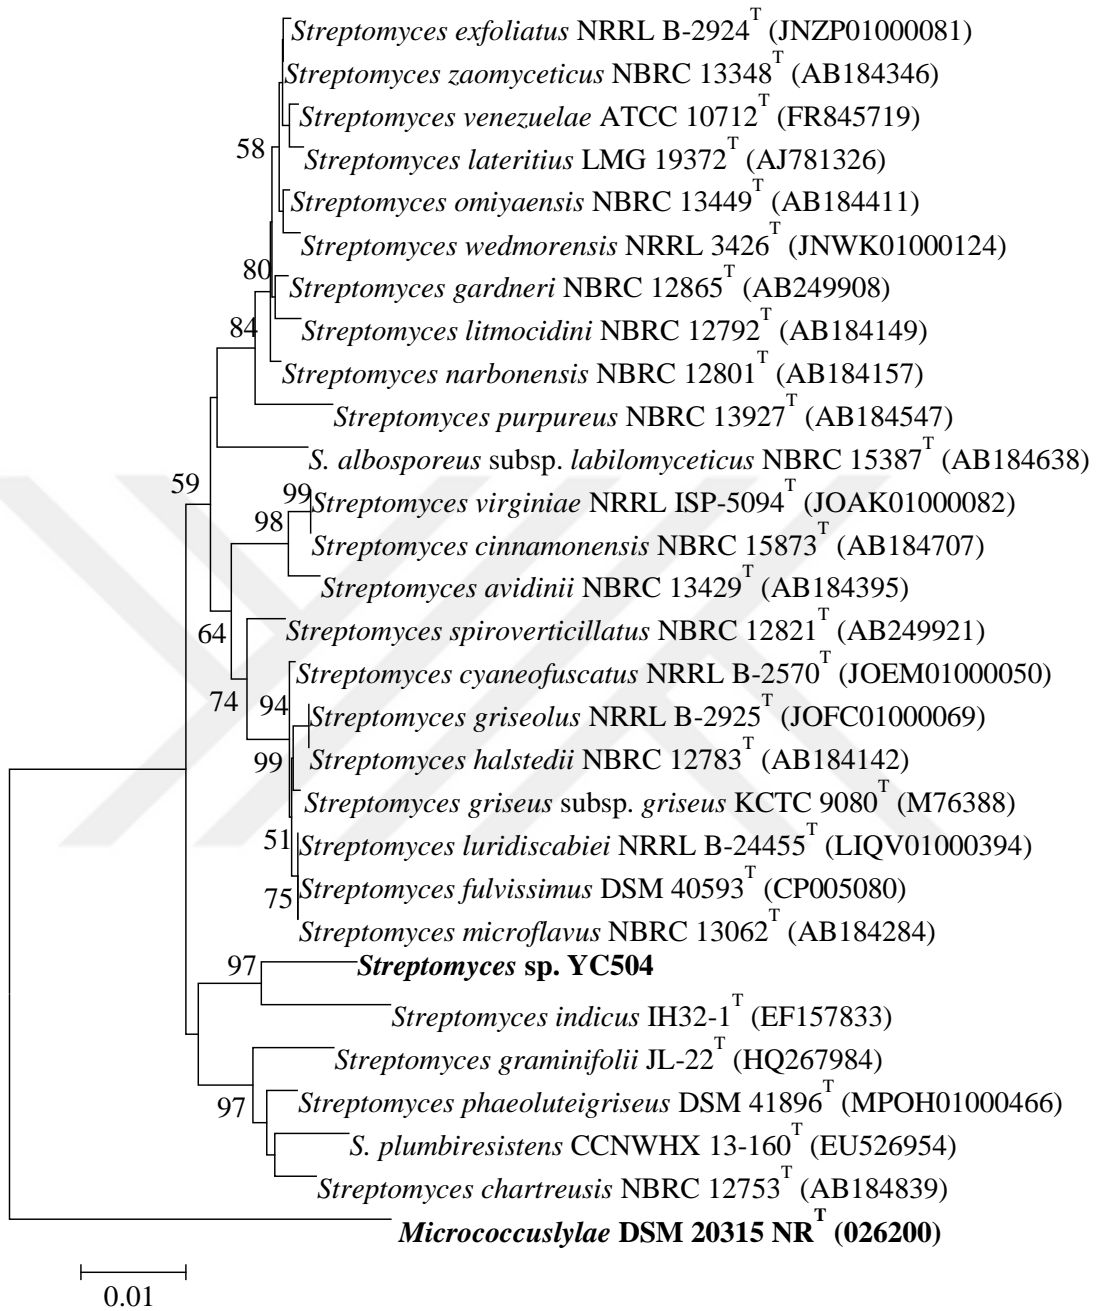 Streptomyces exfoliatus NRRL B-2924T (JNZP01000081)
Streptomyces zaomyceticus NBRC 13348T (AB184346)
Streptomyces venezuelae ATCC 10712T (FR845719)
58
Streptomyces lateritius LMG 19372T (AJ781326)
Streptomyces omiyaensis NBRC 13449T (AB184411)
Streptomyces wedmorensis NRRL 3426T (JNWK01000124)
80
Streptomyces gardneri NBRC 12865T (AB249908)
84
Streptomyces litmocidini NBRC 12792T (AB184149)
Streptomyces narbonensis NBRC 12801T (AB184157)
Streptomyces purpureus NBRC 13927T (AB184547)
S. albosporeus subsp. labilomyceticus NBRC 15387T (AB184638)
59
99
Streptomyces virginiae NRRL ISP-5094T (JOAK01000082)
98
Streptomyces cinnamonensis NBRC 15873T (AB184707)
Streptomyces avidinii NBRC 13429T (AB184395)
64
Streptomyces spiroverticillatus NBRC 12821T (AB249921)
Streptomyces cyaneofuscatus NRRL B-2570T (JOEM01000050)
74
94
Streptomyces griseolus NRRL B-2925T (JOFC01000069)
99
Streptomyces halstedii NBRC 12783T (AB184142)
Streptomyces griseus subsp. griseus KCTC 9080T (M76388)
51
Streptomyces luridiscabiei NRRL B-24455T (LIQV01000394)
75
Streptomyces fulvissimus DSM 40593T (CP005080)
Streptomyces microflavus NBRC 13062T (AB184284)
97
Streptomyces sp. YC504
Streptomyces indicus IH32-1T (EF157833)
Streptomyces graminifolii JL-22T (HQ267984)
97
Streptomyces phaeoluteigriseus DSM 41896T (MPOH01000466)
S. plumbiresistens CCNWHX 13-160T (EU526954)
Streptomyces chartreusis NBRC 12753T (AB184839)
Micrococcuslylae DSM 20315 NRT (026200)
0.01